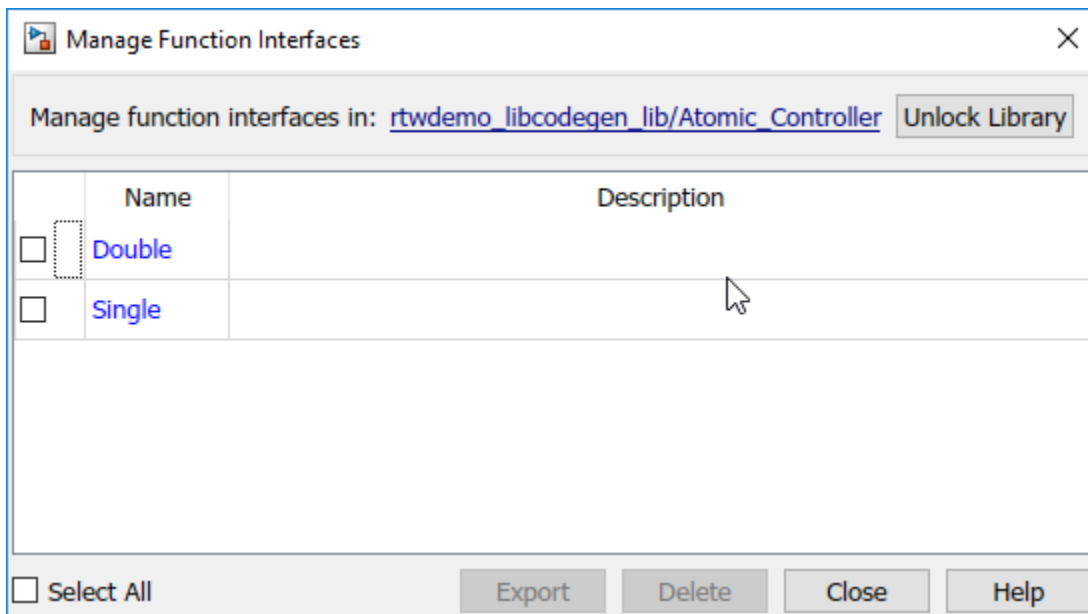 Manage Function Interfaces
Manage function interfaces in: rtwdemo_libcodegen_lib/Atomic_Controller Unlock Library
Name Description
Double
Single
Select All Export Delete Close Help